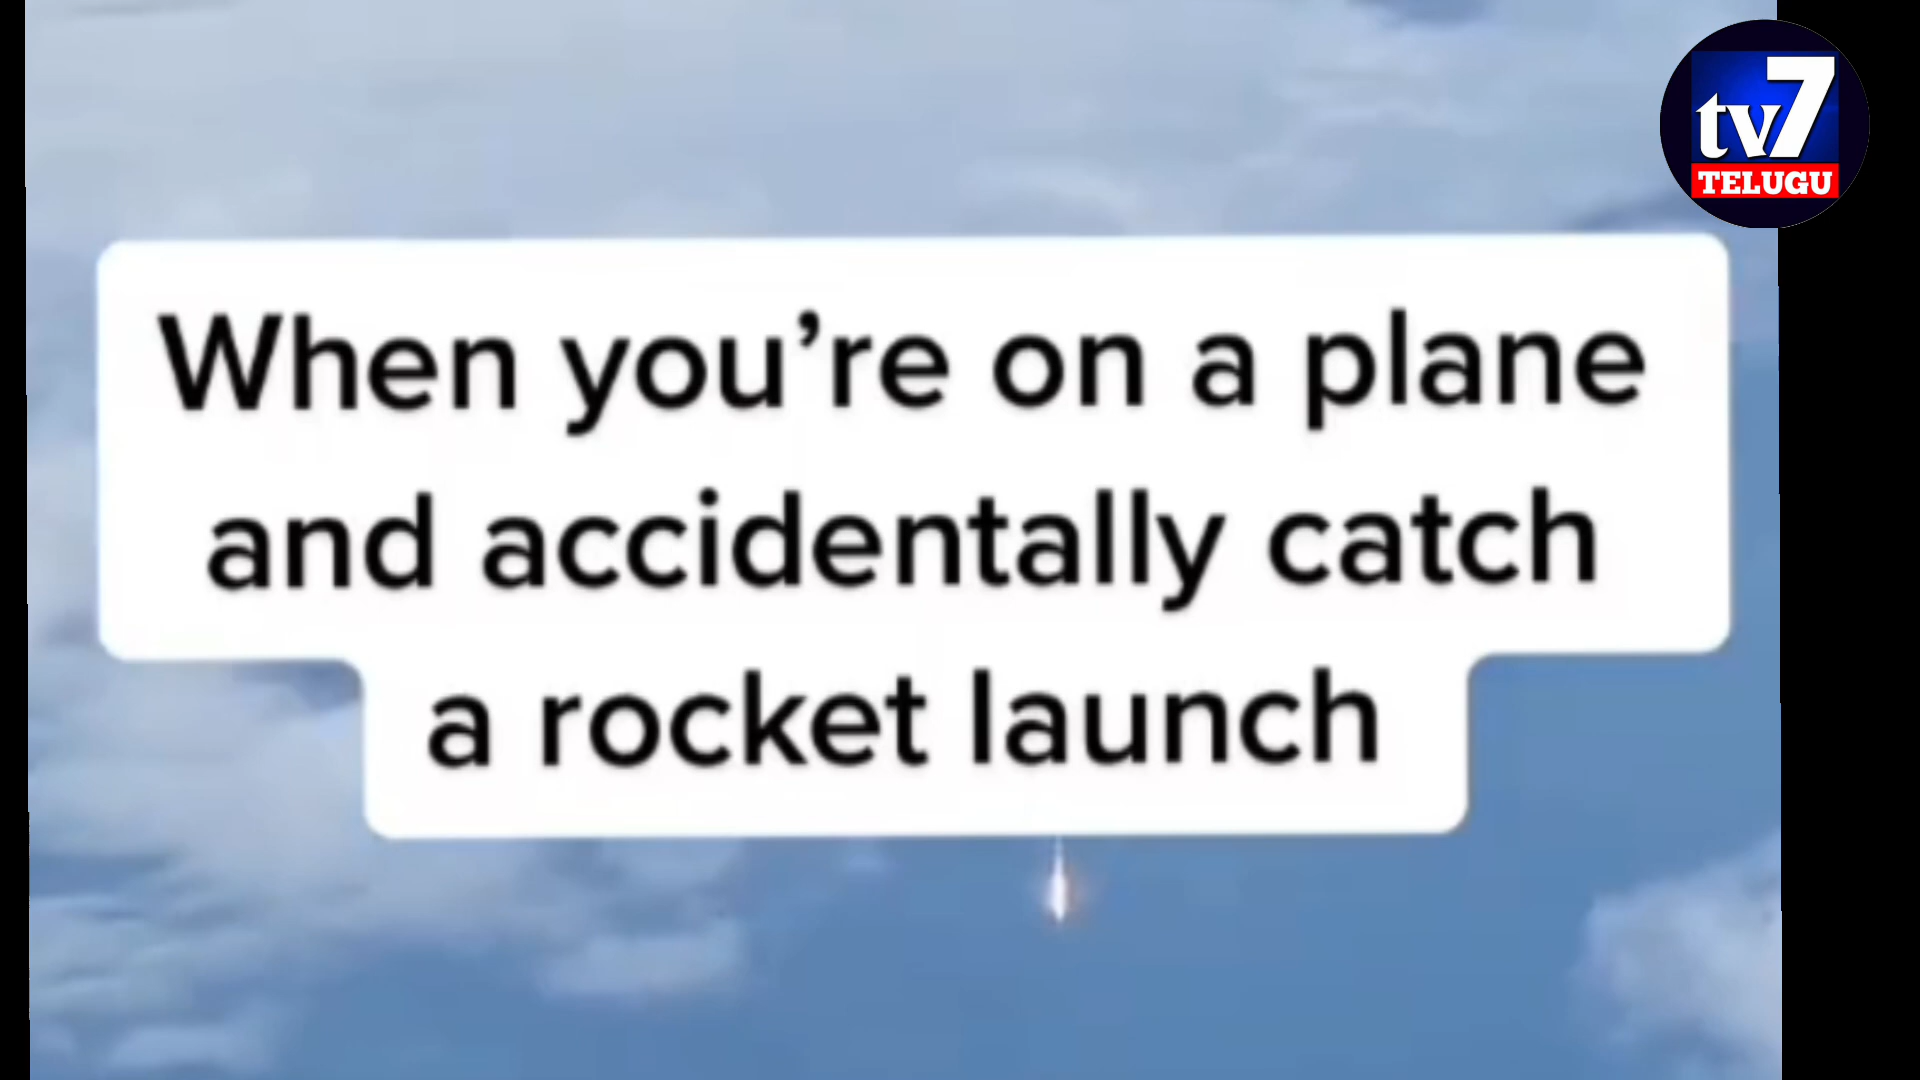 tv7
TELUGU
When you’re on a plane
and accidentally catch
a rocket launch